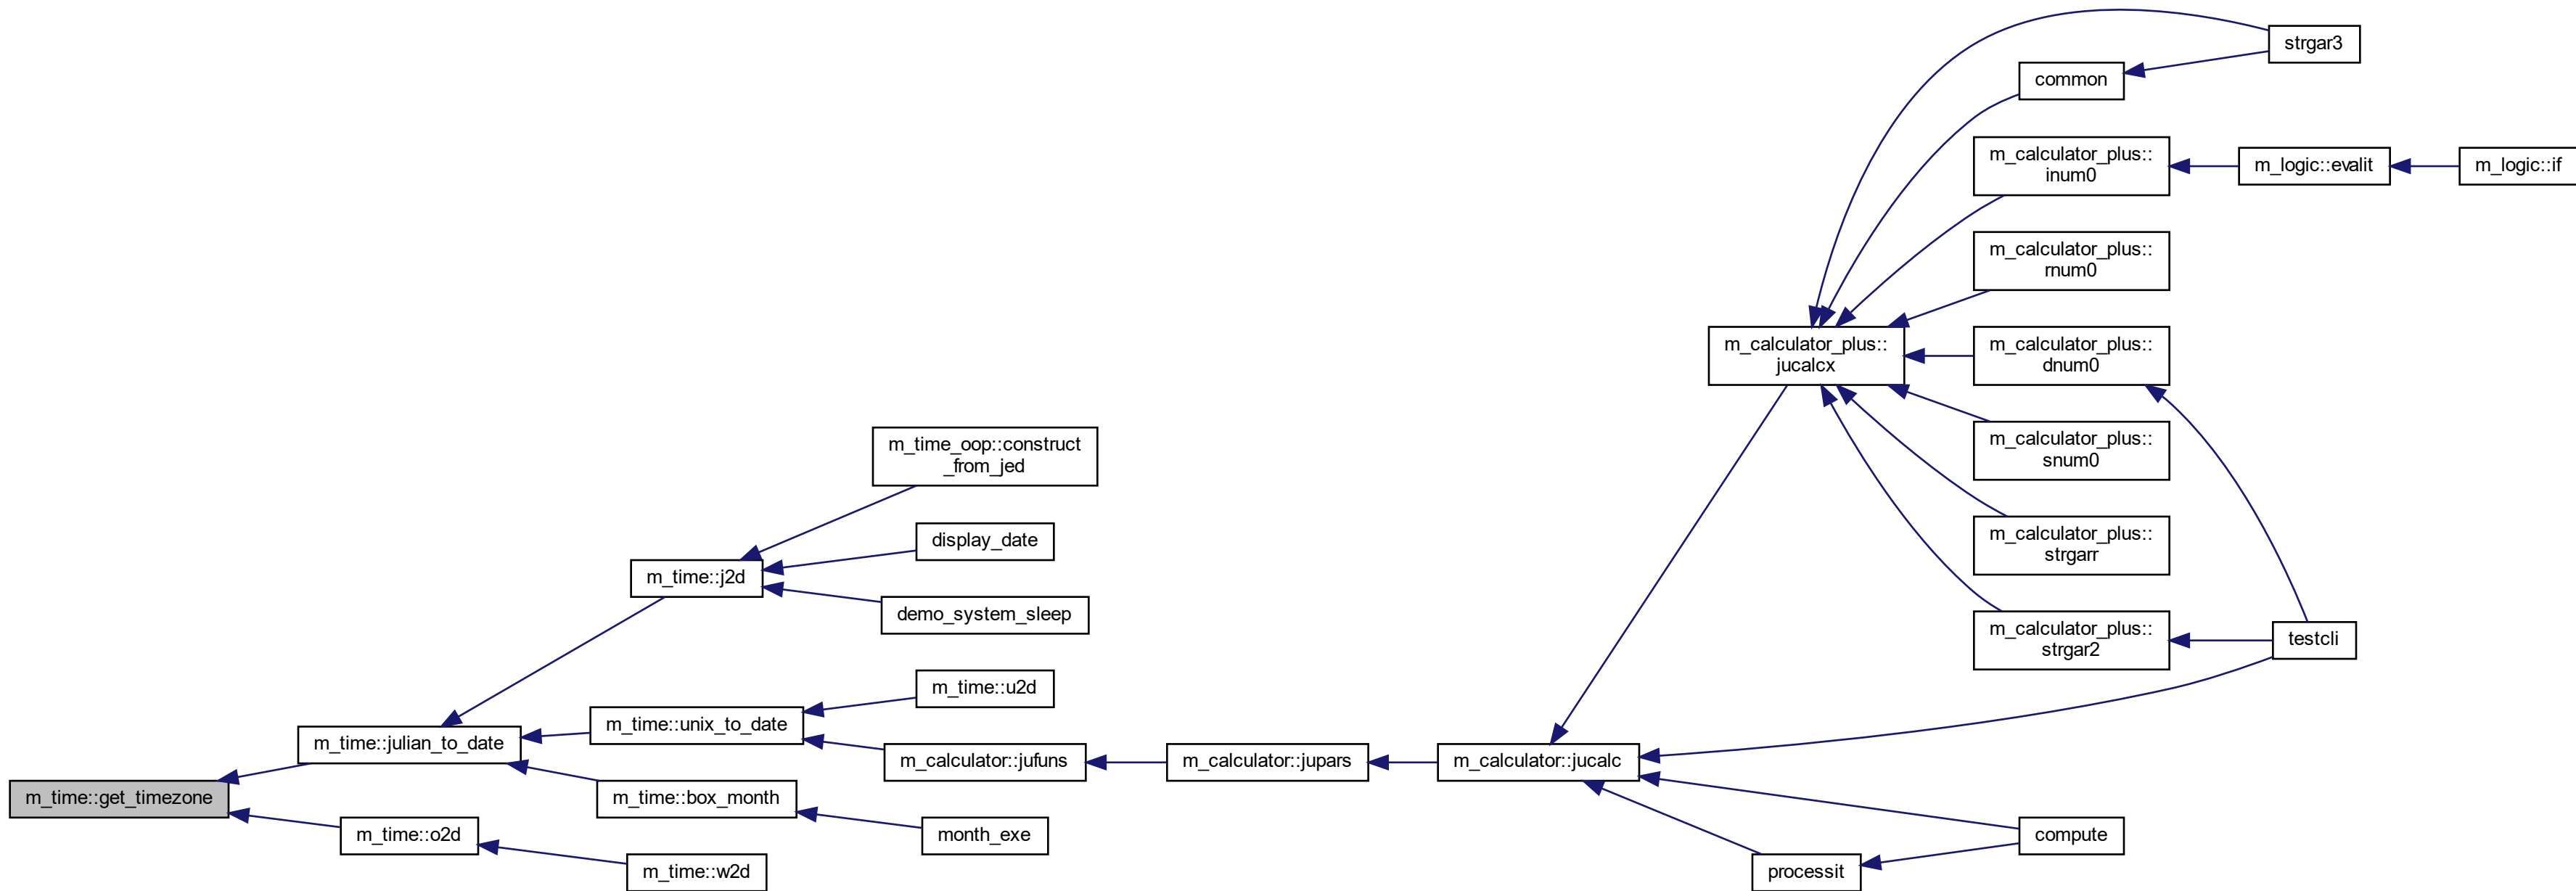 strgar3
common
m_calculator_plus::
inum0
m_logic::evalit
m_logic::if
m_calculator_plus::
rnum0
m_calculator_plus::
jucalcx
m_calculator_plus::
dnum0
m_time_oop::construct
_from_jed
m_calculator_plus::
snum0
display_date
m_calculator_plus::
strgarr
m_time::j2d
demo_system_sleep
m_calculator_plus::
strgar2
testcli
m_time::u2d
m_time::julian_to_date
m_time::unix_to_date
m_calculator::jufuns
m_calculator::jupars
m_calculator::jucalc
m_time::get_timezone
m_time::box_month
m_time::o2d
month_exe
compute
m_time::w2d
processit